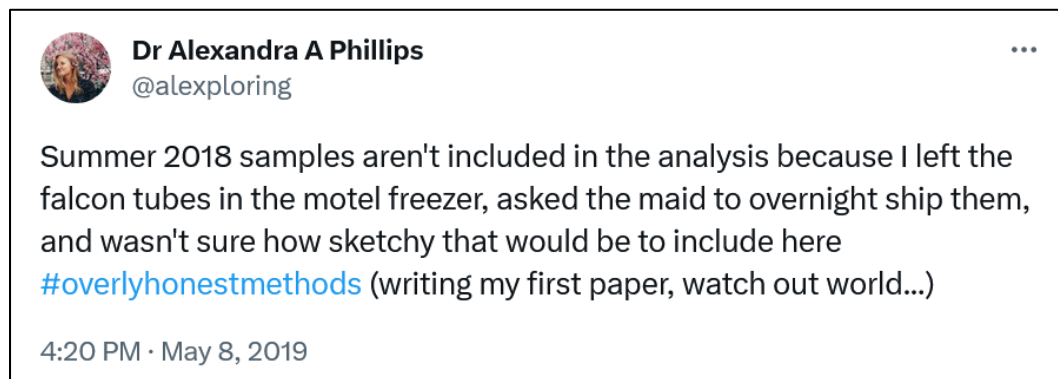 Dr Alexandra A Phillips
@alexploring
Summer 2018 samples aren't included in the analysis because I left the
falcon tubes in the motel freezer, asked the maid to overnight ship them,
and wasn't sure how sketchy that would be to include here
#overlyhonestmethods (writing my first paper, watch out world...)
4:20 PM · May 8, 2019